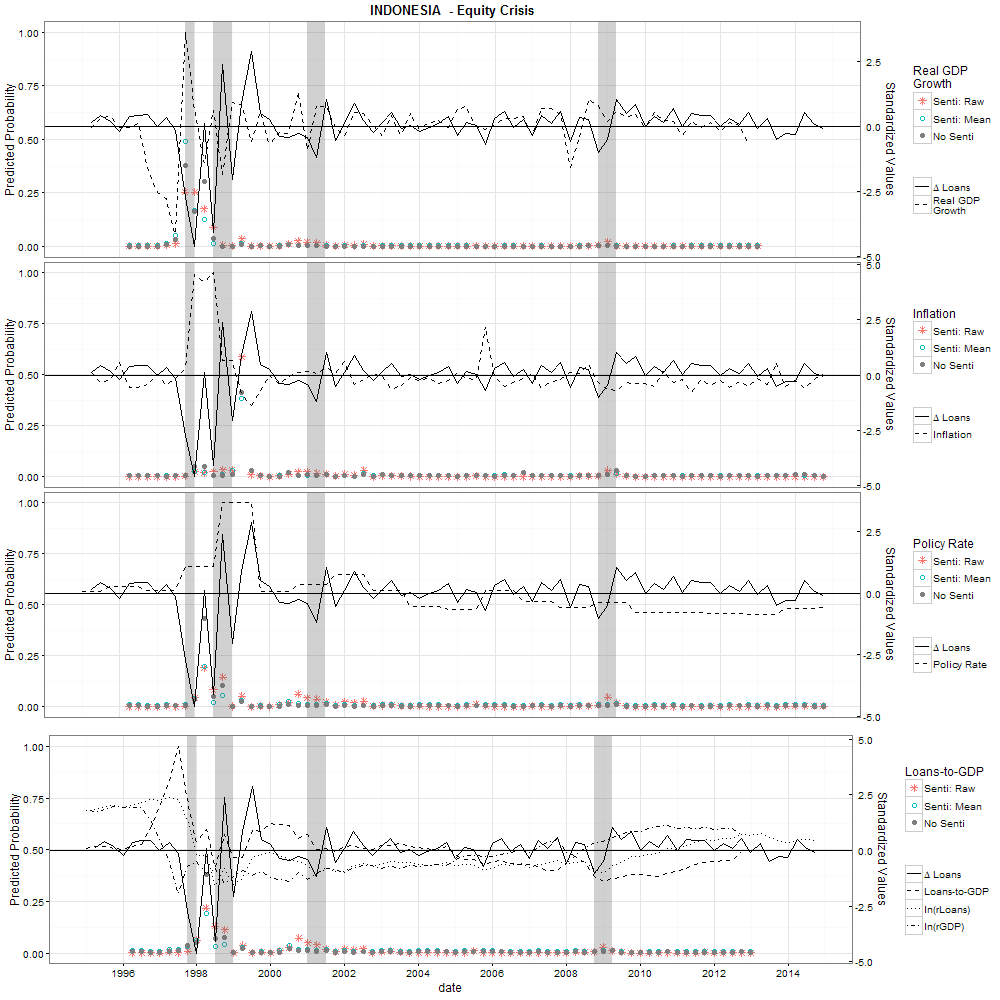 INDONESIA - Equity Crisis
1.00
0.75
0.50
0.25
0.00
Predicted Probability
2.5
0.0
-2.5
-5.0
Standardized Values
Real GDP
Growth
Senti: Raw
Senti: Mean
No Senti
Δ Loans
Real GDP
Growth
1.00
0.75
0.50
0.25
0.00
Predicted Probability
5.0
2.5
0.0
-2.5
-5.0
Standardized Values
Inflation
Senti: Raw
Senti: Mean
No Senti
Δ Loans
Inflation
1.00
0.75
0.50
0.25
0.00
Predicted Probability
2.5
0.0
-2.5
-5.0
Standardized Values
Policy Rate
Senti: Raw
Senti: Mean
No Senti
Δ Loans
Policy Rate
1.00
0.75
0.50
0.25
0.00
Predicted Probability
5.0
2.5
0.0
-2.5
-5.0
Standardized Values
Loans-to-GDP
Senti: Raw
Senti: Mean
No Senti
Δ Loans
Loans-to-GDP
ln(rLoans)
ln(rGDP)
1996
1998
2000
2002
2004
2006
2008
2010
2012
2014
date